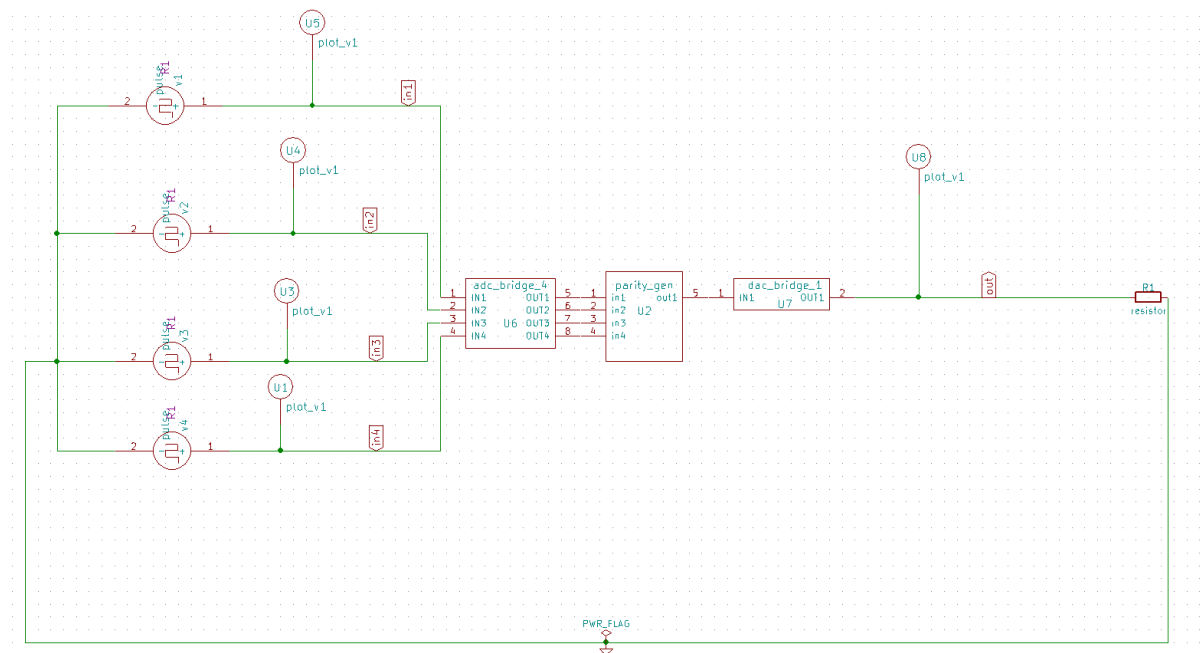 U5
plot_v1
pulse
R1
v1
2
1
in1
U4
plot_v1
pulse
R1
v2
2
1
in2
U8
plot_v1
U3
plot_v1
pulse
R1
v3
2
1
in3
adc_bridge_4
1 IN1 OUT1 5
2 IN2 OUT2 6
3 IN3 OUT3 7
4 IN4 OUT4 8
U6
parity_gen
1 in1 out1 5
2 in2
3 in3
4 in4
U2
dac_bridge_1
1 IN1 OUT1 2
U7
out
R1
resistor
U1
plot_v1
pulse
R1
v4
2
1
in4
PWR_FLAG